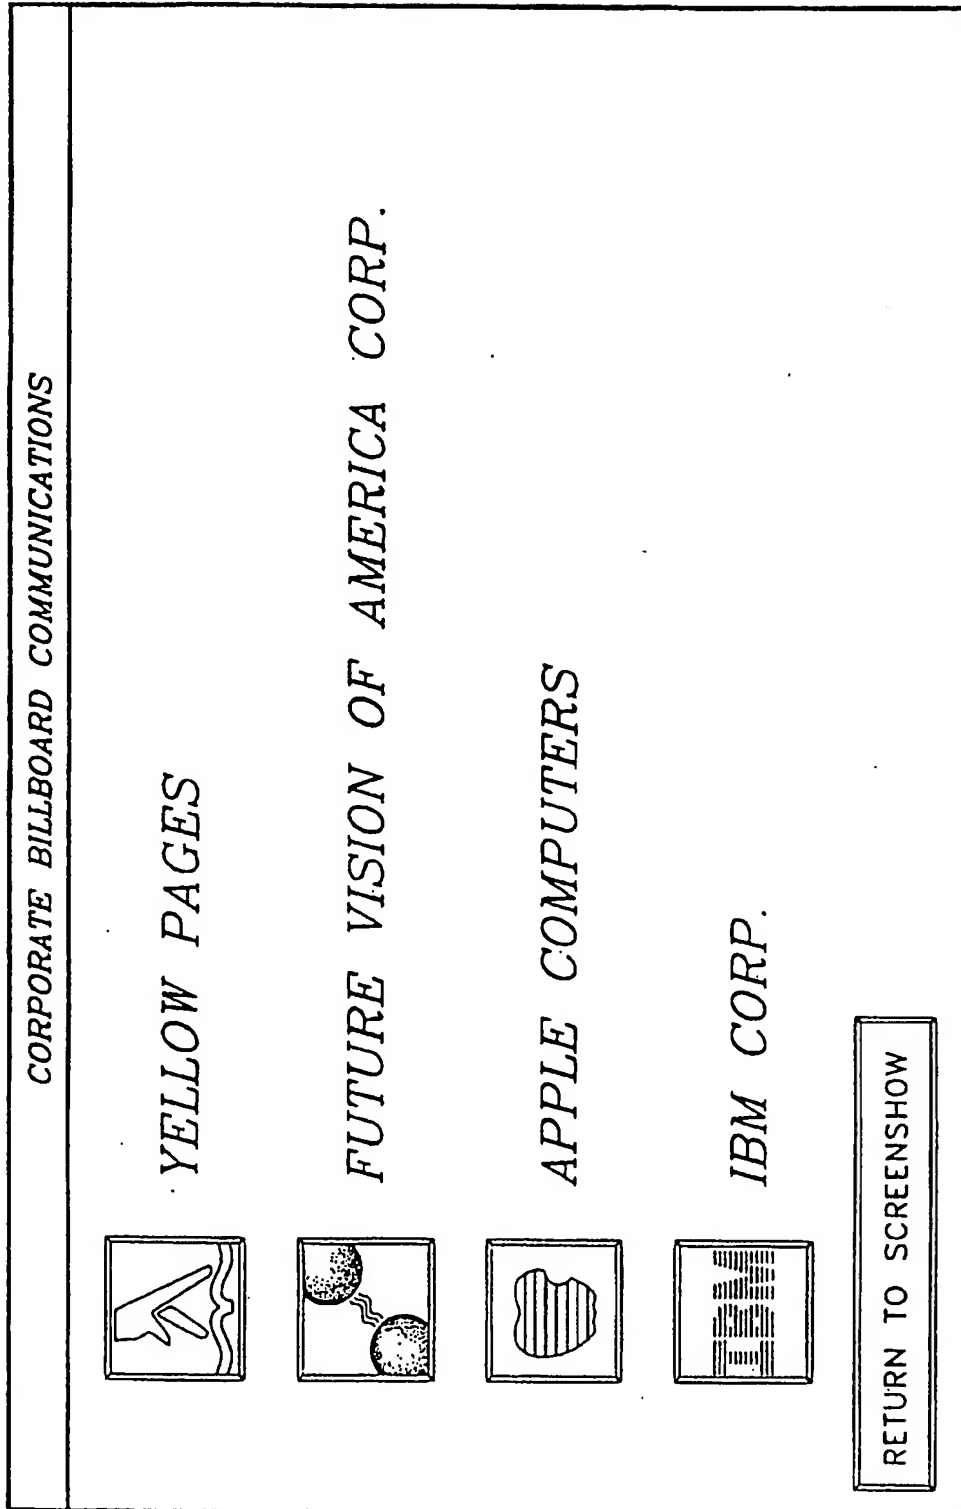 CORPORATE BILLBOARD COMMUNICATIONS
YELLOW PAGES
FUTURE VISION OF AMERICA CORP.
APPLE COMPUTERS
IBM
IBM CORP.
RETURN TO SCREENSHOW